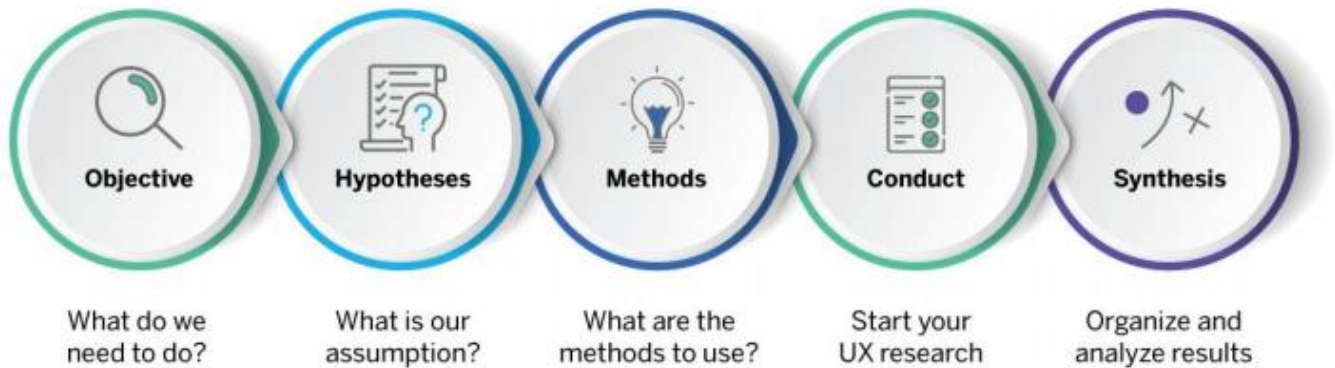 Objective
Hypotheses
Methods
Conduct
Synthesis
?
What do we
need to do?
What is our
assumption?
What are the
methods to use?
Start your
UX research
Organize and
analyze results